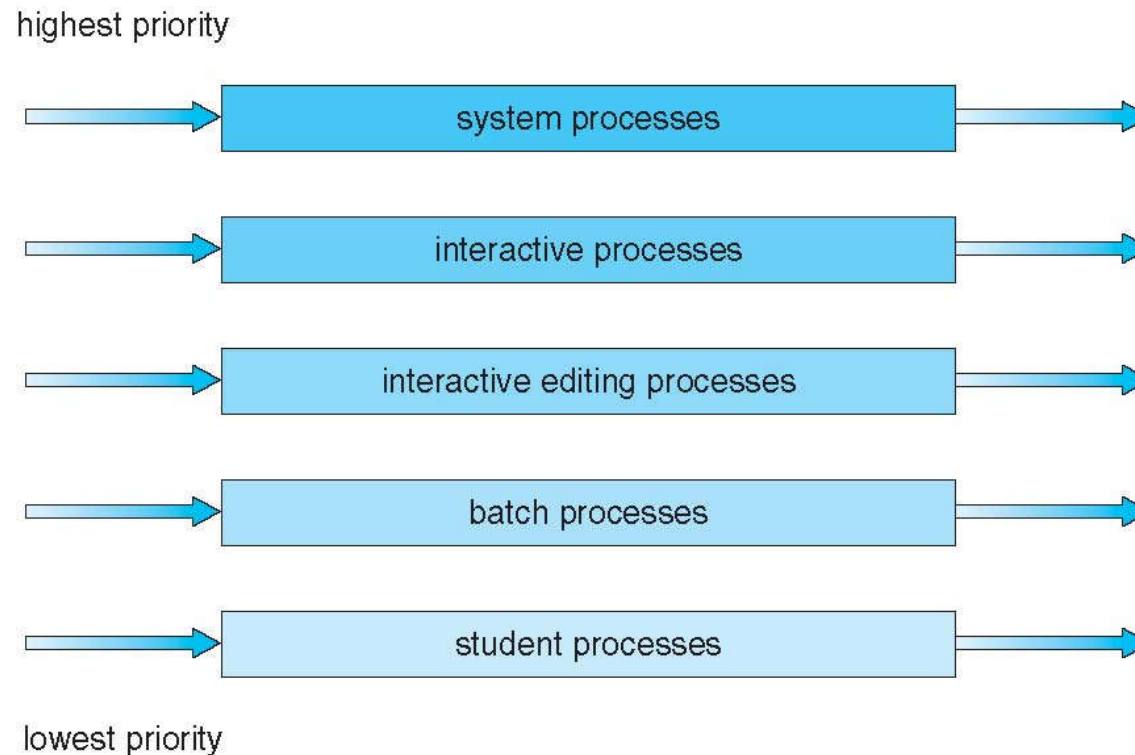 highest priority
system processes
interactive processes
interactive editing processes
batch processes
student processes
lowest priority